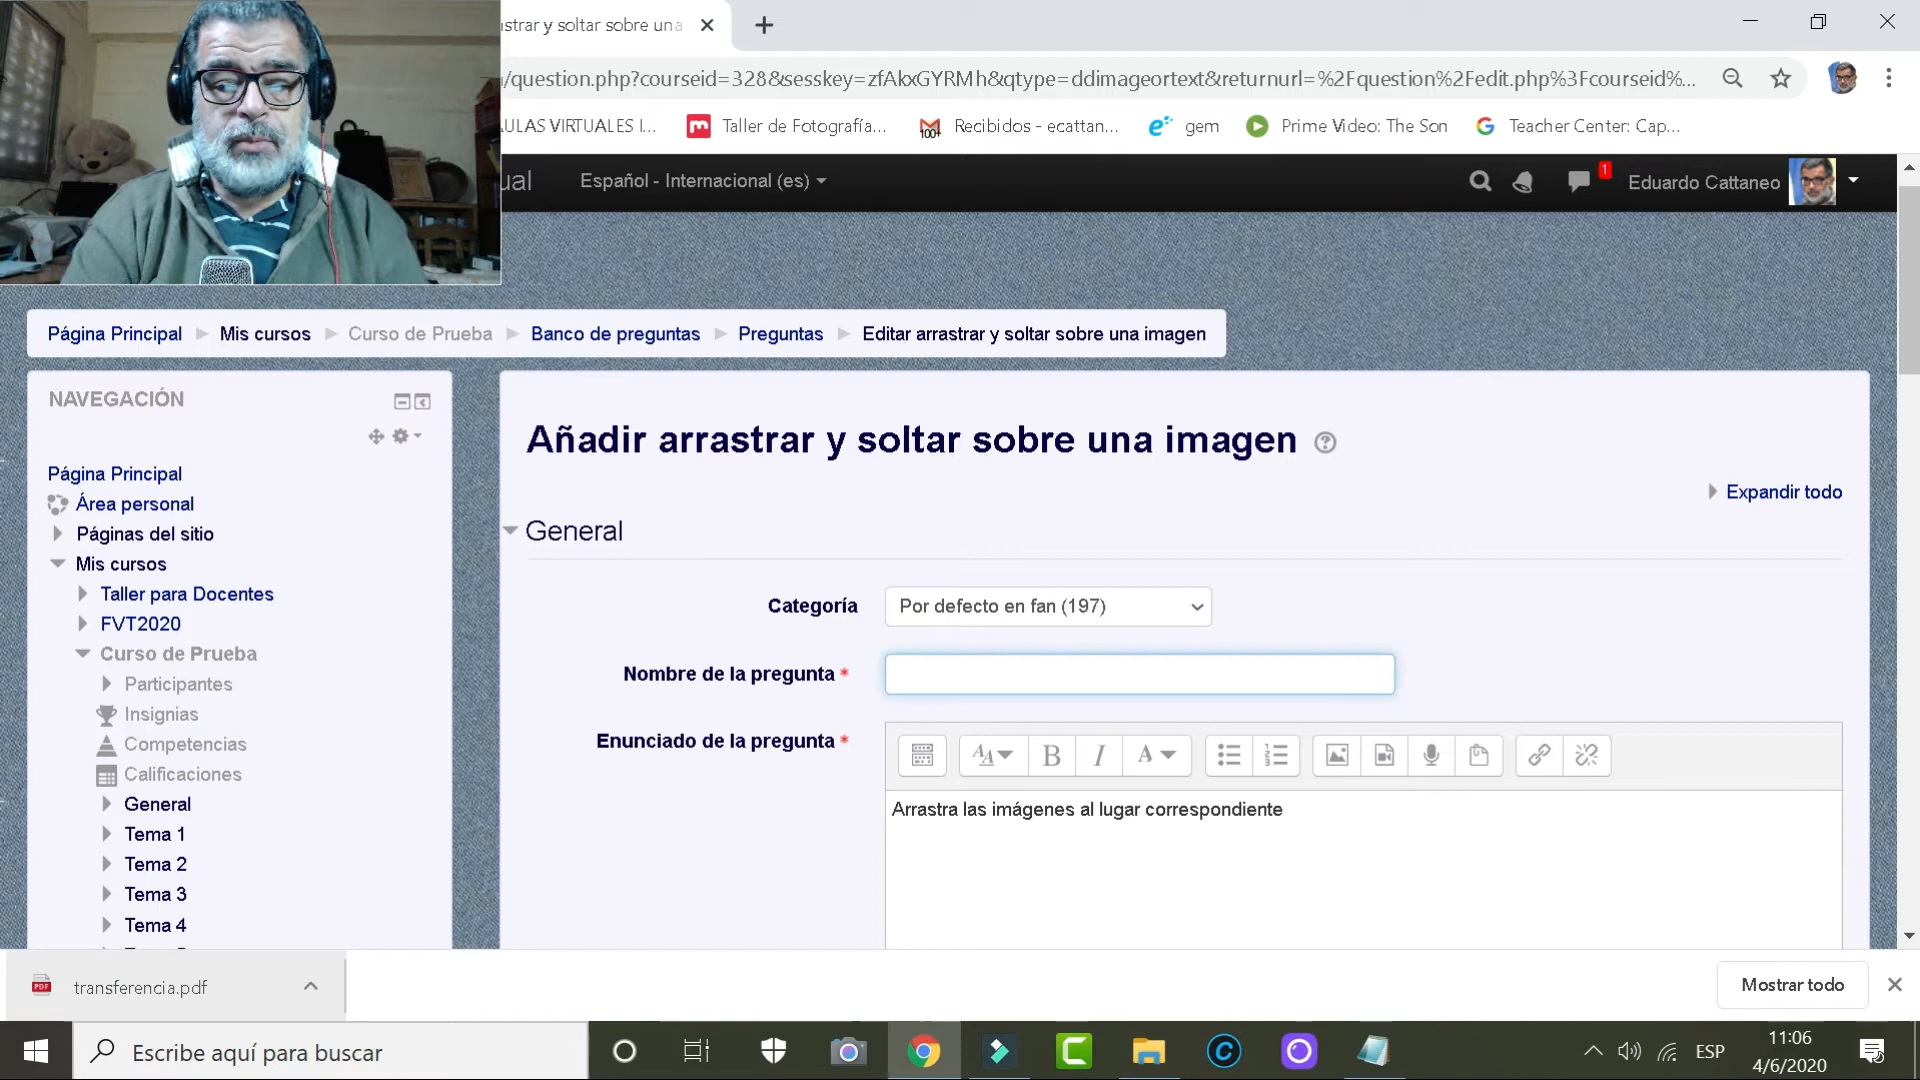 strar y soltar sobre una
/question.php?courseid=328&sesskey=zfAkxGYRMh&qtype=ddimageortext&returnurl=%2Fquestion%2Fedit.php%3Fcourseid%...
AULAS VIRTUALES I...
Taller de Fotografía...
100+
Recibidos - ecattan...
gem
Prime Video: The Son
Teacher Center: Cap...
ual
Español - Internacional (es)
1
Eduardo Cattaneo
Página Principal
Mis cursos
Curso de Prueba
Banco de preguntas
Preguntas
Editar arrastrar y soltar sobre una imagen
NAVEGACIÓN
Página Principal
Área personal
Páginas del sitio
Mis cursos
Taller para Docentes
FVT2020
Curso de Prueba
Participantes
Insignias
Competencias
Calificaciones
General
Tema 1
Tema 2
Tema 3
Tema 4
Añadir arrastrar y soltar sobre una imagen
Expandir todo
General
Categoría
Por defecto en fan (197)
Nombre de la pregunta *
Enunciado de la pregunta *
Arrastra las imágenes al lugar correspondiente
PDF
transferencia.pdf
Mostrar todo
Escribe aquí para buscar
ESP
11:06
4/6/2020